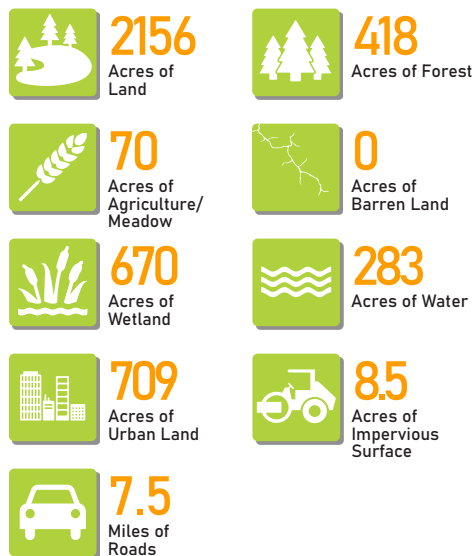 2156
Acres of
Land
418
Acres of Forest
70
Acres of
Agriculture/
Meadow
0
Acres of
Barren Land
670
Acres of
Wetland
283
Acres of Water
709
Acres of
Urban Land
8.5
Acres of
Impervious
Surface
7.5
Miles of
Roads